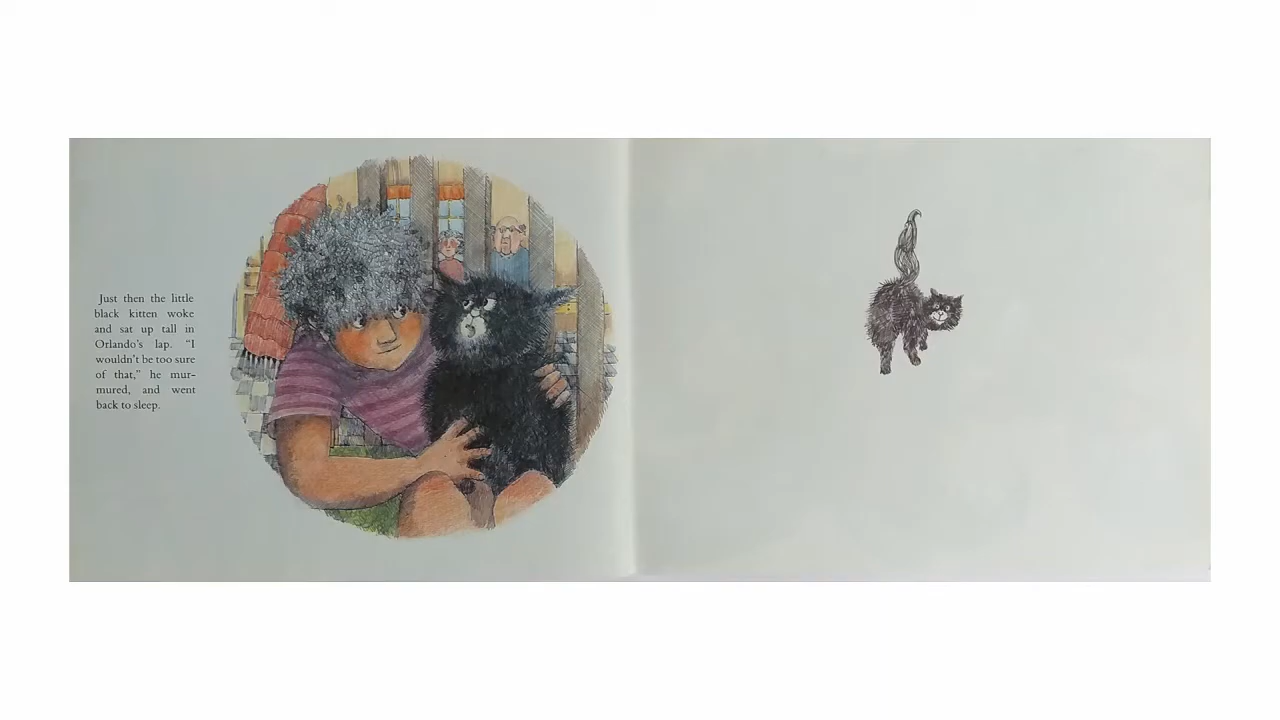 Just then the little
black kitten woke
and sat up tall in
Orlando's lap. “I
wouldn't be too sure
of that,” he mur-
mured, and went
back to sleep.